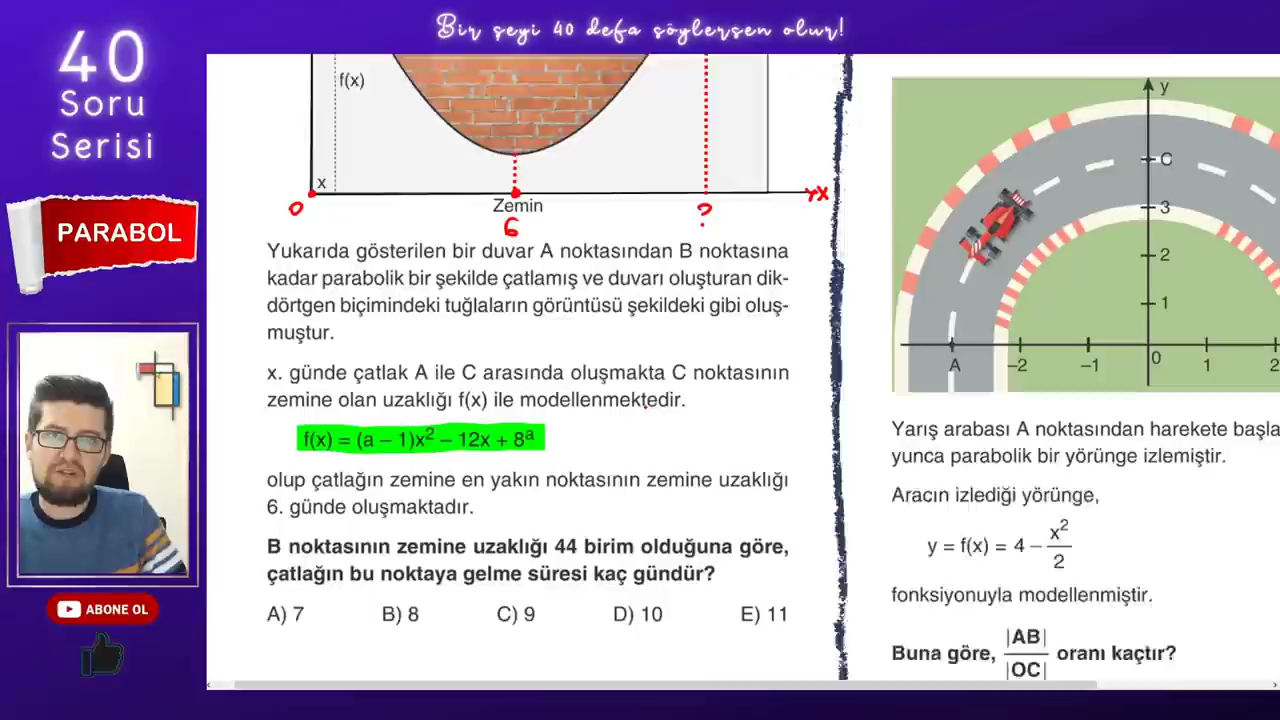 Bir şeyi 40 defa söylersen olur!
40
Soru
Serisi
PARABOL
ABONE OL
f(x)
x
0
Zemin
6
?
x
Yukarıda gösterilen bir duvar A noktasından B noktasına
kadar parabolik bir şekilde çatlamış ve duvarı oluşturan dik-
dörtgen biçimindeki tuğlaların görüntüsü şekildeki gibi oluş-
muştur.
x. günde çatlak A ile C arasında oluşmakta C noktasının
zemine olan uzaklığı f(x) ile modellenmektedir.
f(x) = (a – 1)x² – 12x + 8ᵃ
olup çatlağın zemine en yakın noktasının zemine uzaklığı
6. günde oluşmaktadır.
B noktasının zemine uzaklığı 44 birim olduğuna göre,
çatlağın bu noktaya gelme süresi kaç gündür?
A) 7 B) 8 C) 9 D) 10 E) 11
y
C
3
2
1
A –2 –1 0 1 2
Yarış arabası A noktasından harekete başla
yunca parabolik bir yörünge izlemiştir.
Aracın izlediği yörünge,
y = f(x) = 4 – x²/2
fonksiyonuyla modellenmiştir.
Buna göre, |AB|/|OC| oranı kaçtır?